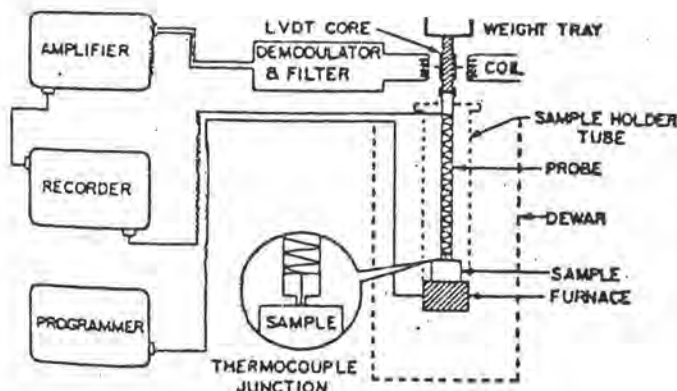 LVDT CORE
WEIGHT TRAY
AMPLIFIER
DEMODULATOR
& FILTER
COIL
SAMPLE HOLDER
TUBE
RECORDER
PROBE
DEWAR
SAMPLE
FURNACE
PROGRAMMER
SAMPLE
THERMOCOUPLE
JUNCTION